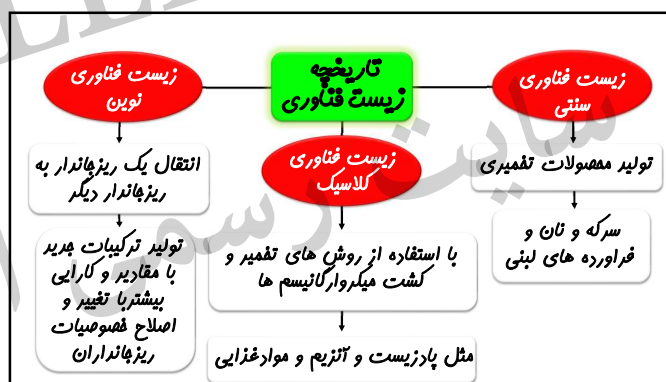 تاریخچه
زیست فناوری
زیست فناوری
سنتی
تولید محصولات تخمیری
سرکه و نان و
فراورده های لبنی
زیست فناوری
کلاسیک
با استفاده از روش های تخمیر و
کشت میکروارگانیسم ها
مثل پادزیست و آنزیم و موادغذایی
زیست فناوری
نوین
انتقال یک ریزجاندار به
ریزجاندار دیگر
تولید ترکیبات جدید
با مقادیر و کارایی
بیشتربا تغییر و
اصلاح خصوصیات
ریزجانداران
سایت رسمی